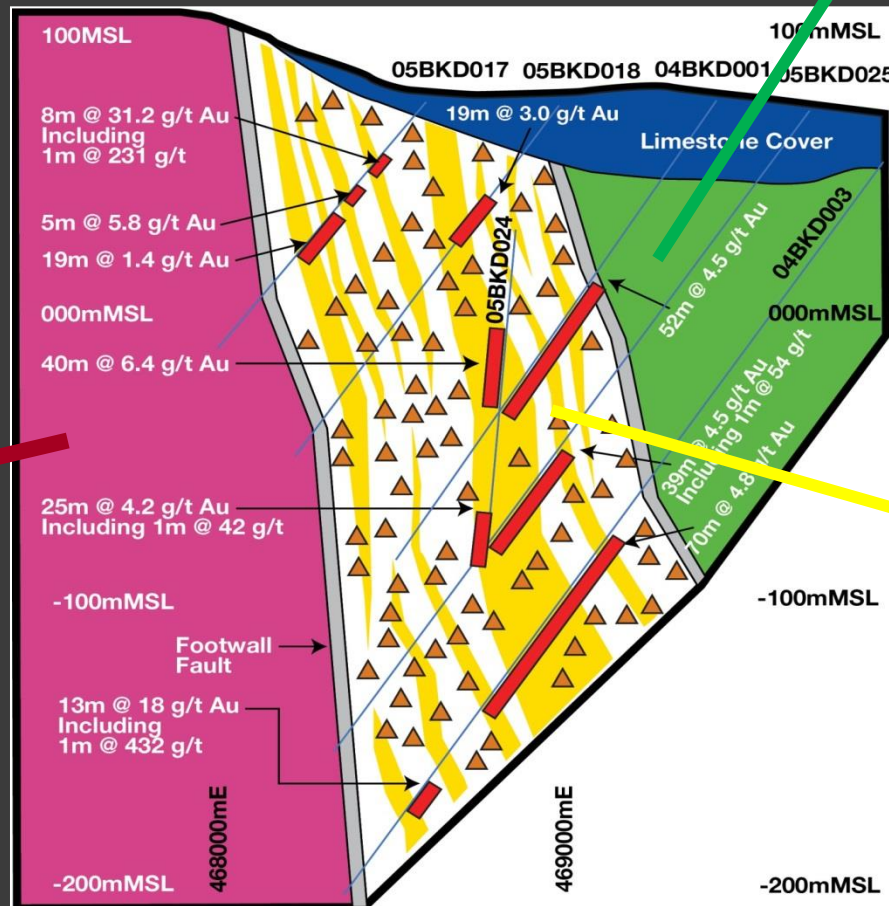 100MSL
100mMSL
05BKD017
05BKD018
04BKD001
05BKD025
8m @ 31.2 g/t Au
Including
1m @ 231 g/t
19m @ 3.0 g/t Au
Limestone Cover
5m @ 5.8 g/t Au
19m @ 1.4 g/t Au
05BKD024
52m @ 4.5 g/t Au
04BKD003
000mMSL
000mMSL
40m @ 6.4 g/t Au
39m @ 4.5 g/t Au
Including 1m @ 54 g/t
70m @ 4.8 g/t Au
25m @ 4.2 g/t Au
Including 1m @ 42 g/t
-100mMSL
-100mMSL
Footwall
Fault
13m @ 18 g/t Au
Including
1m @ 432 g/t
468000mE
469000mE
-200mMSL
-200mMSL